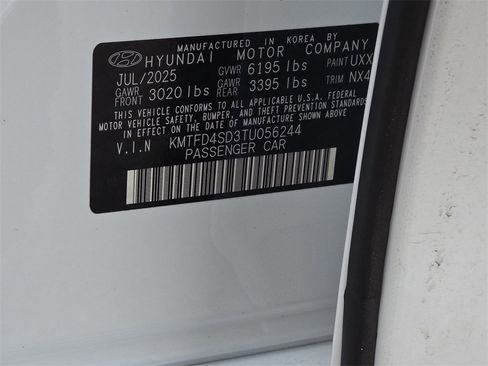 MANUFACTURED IN KOREA BY
HYUNDAI MOTOR COMPANY
JUL/2025 GVWR 6195 lbs PAINT UXX
GAWR FRONT 3020 lbs GAWR REAR 3395 lbs TRIM NX4
THIS VEHICLE CONFORMS TO ALL APPLICABLE U.S.A. FEDERAL
MOTOR VEHICLE SAFETY, BUMPER, AND THEFT PREVENTION STANDARDS
IN EFFECT ON THE DATE OF MANUFACTURE SHOWN ABOVE.
V.I.N KMTFD4SD3TU056244
PASSENGER CAR